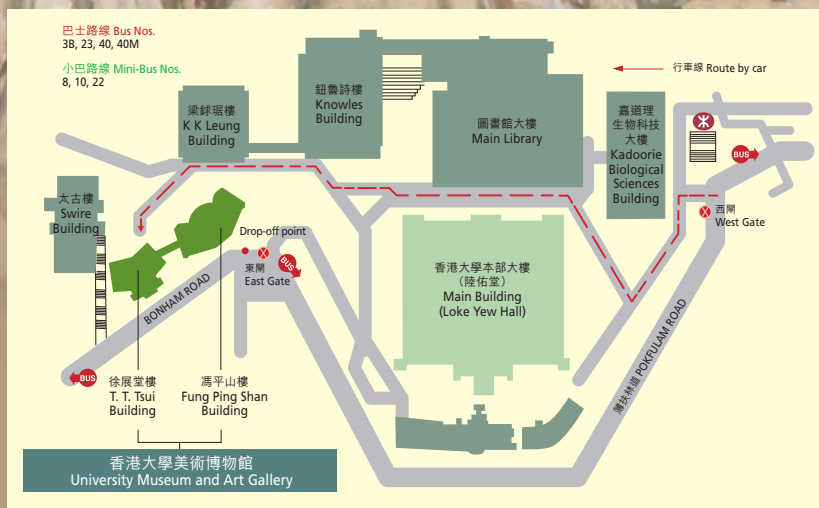 巴士路線 Bus Nos.
3B, 23, 40, 40M
小巴路線 Mini-Bus Nos.
8, 10, 22
行車線 Route by car
鈕魯詩樓
Knowles
Building
梁銶琚樓
K K Leung
Building
圖書館大樓
Main Library
嘉道理
生物科技
大樓
Kadoorie
Biological
Sciences
Building
BUS
太古樓
Swire
Building
西閘
West Gate
Drop-off point
東閘
East Gate
BUS
香港大學本部大樓
（陸佑堂）
Main Building
(Loke Yew Hall)
BONHAM ROAD
薄扶林道 POKFULAM ROAD
BUS
徐展堂樓
T. T. Tsui
Building
馮平山樓
Fung Ping Shan
Building
香港大學美術博物館
University Museum and Art Gallery